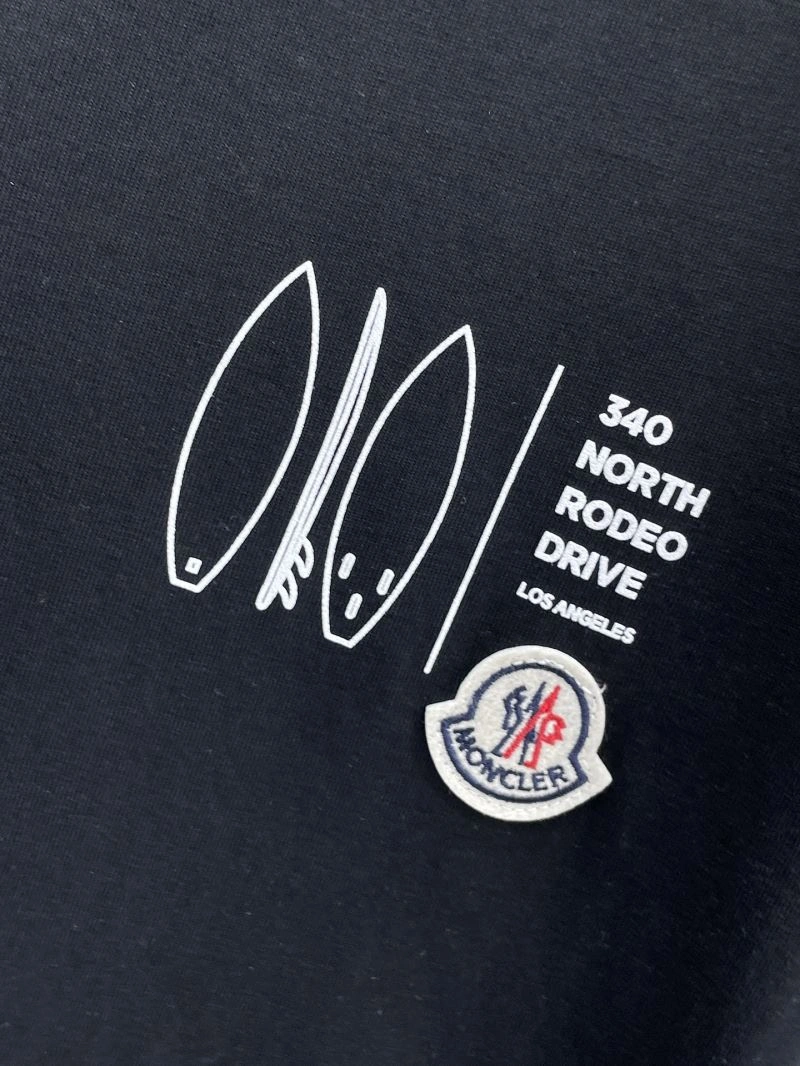 340
NORTH
RODEO
DRIVE
LOS ANGELES
MONCLER